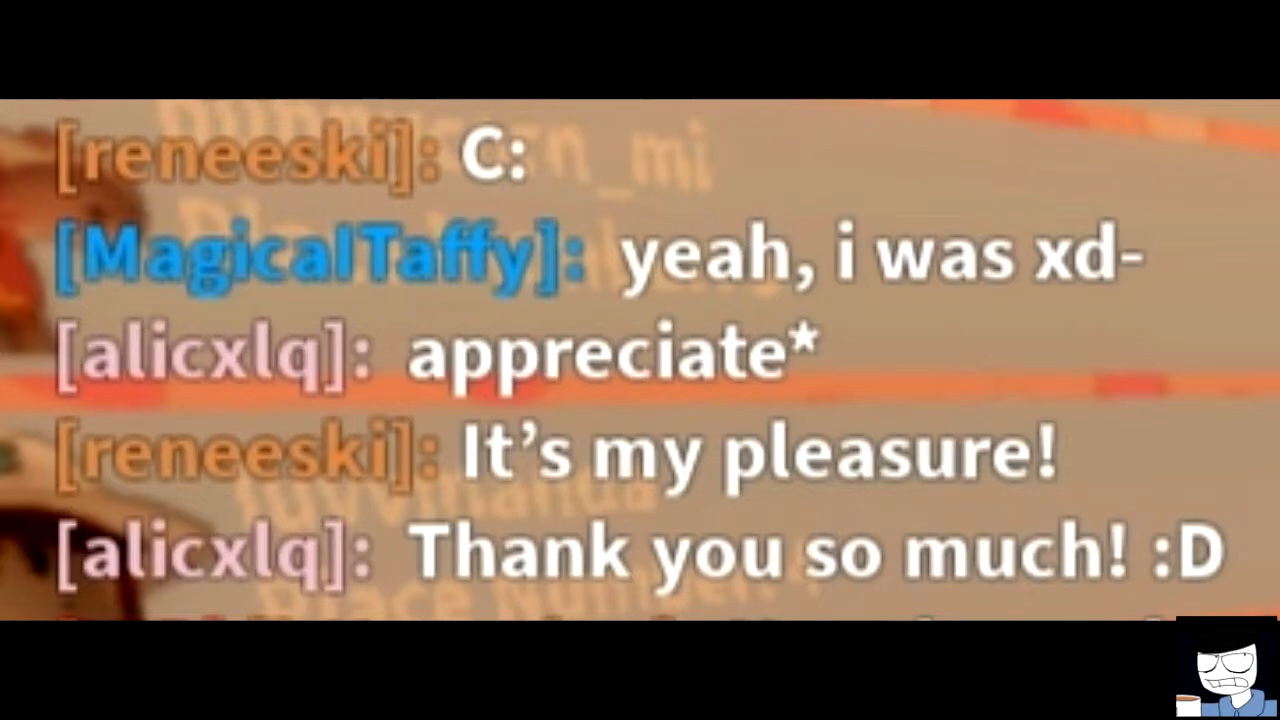 [reneeski]: C:
[MagicalTaffy]: yeah, i was xd-
[alicxlq]: appreciate*
[reneeski]: It’s my pleasure!
[alicxlq]: Thank you so much! :D